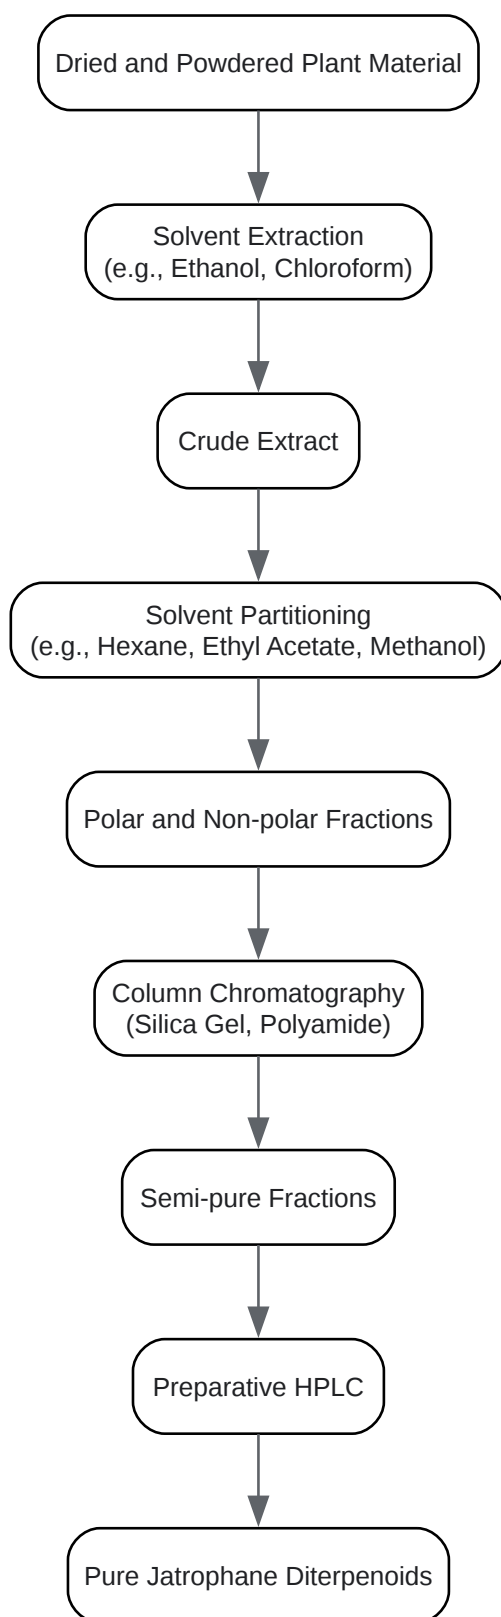 Dried and Powdered Plant Material
Solvent Extraction
(e.g., Ethanol, Chloroform)
Crude Extract
Solvent Partitioning
(e.g., Hexane, Ethyl Acetate, Methanol)
Polar and Non-polar Fractions
Column Chromatography
(Silica Gel, Polyamide)
Semi-pure Fractions
Preparative HPLC
Pure Jatrophane Diterpenoids